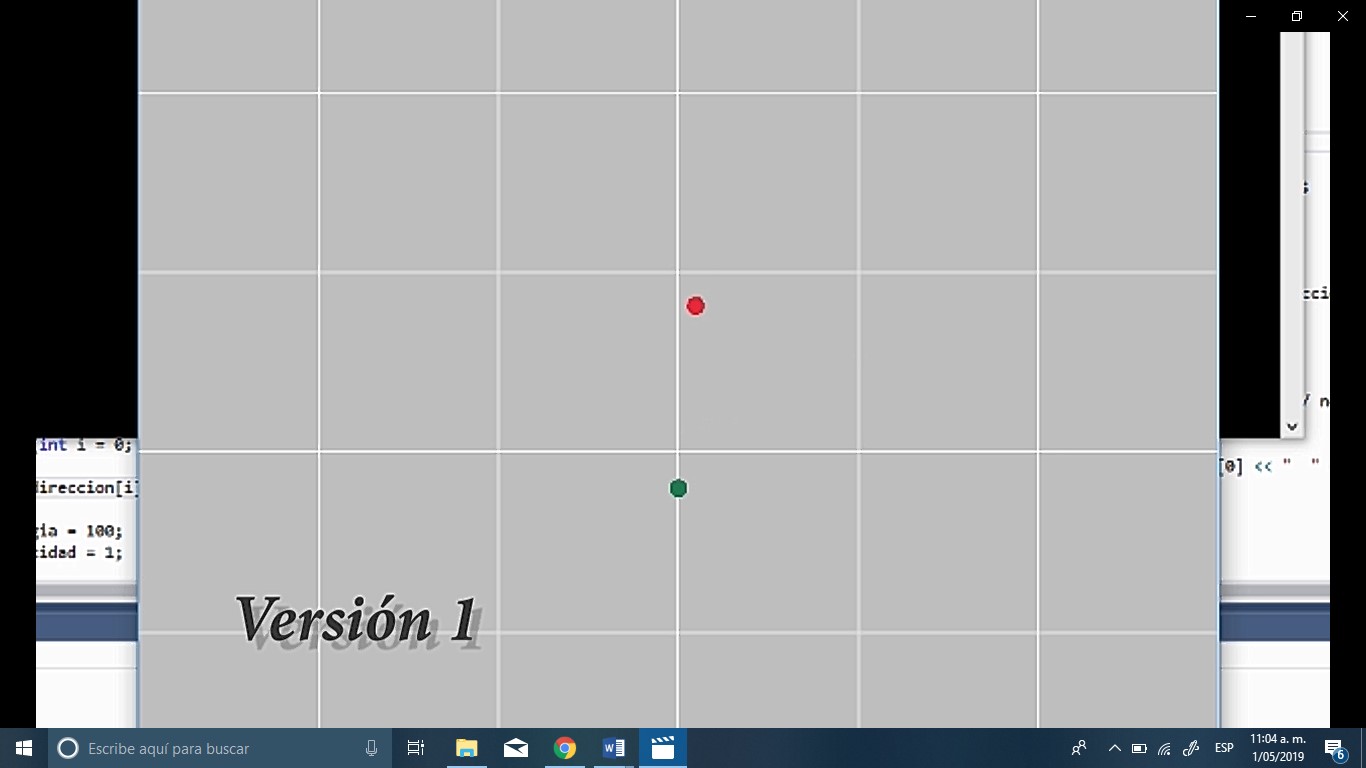 int i = 0;
direccion[i]
gia = 100;
cidad = 1;
cci
/ n
[0] << "  "
Versión 1
Escribe aquí para buscar
ESP
11:04 a. m.
1/05/2019
6